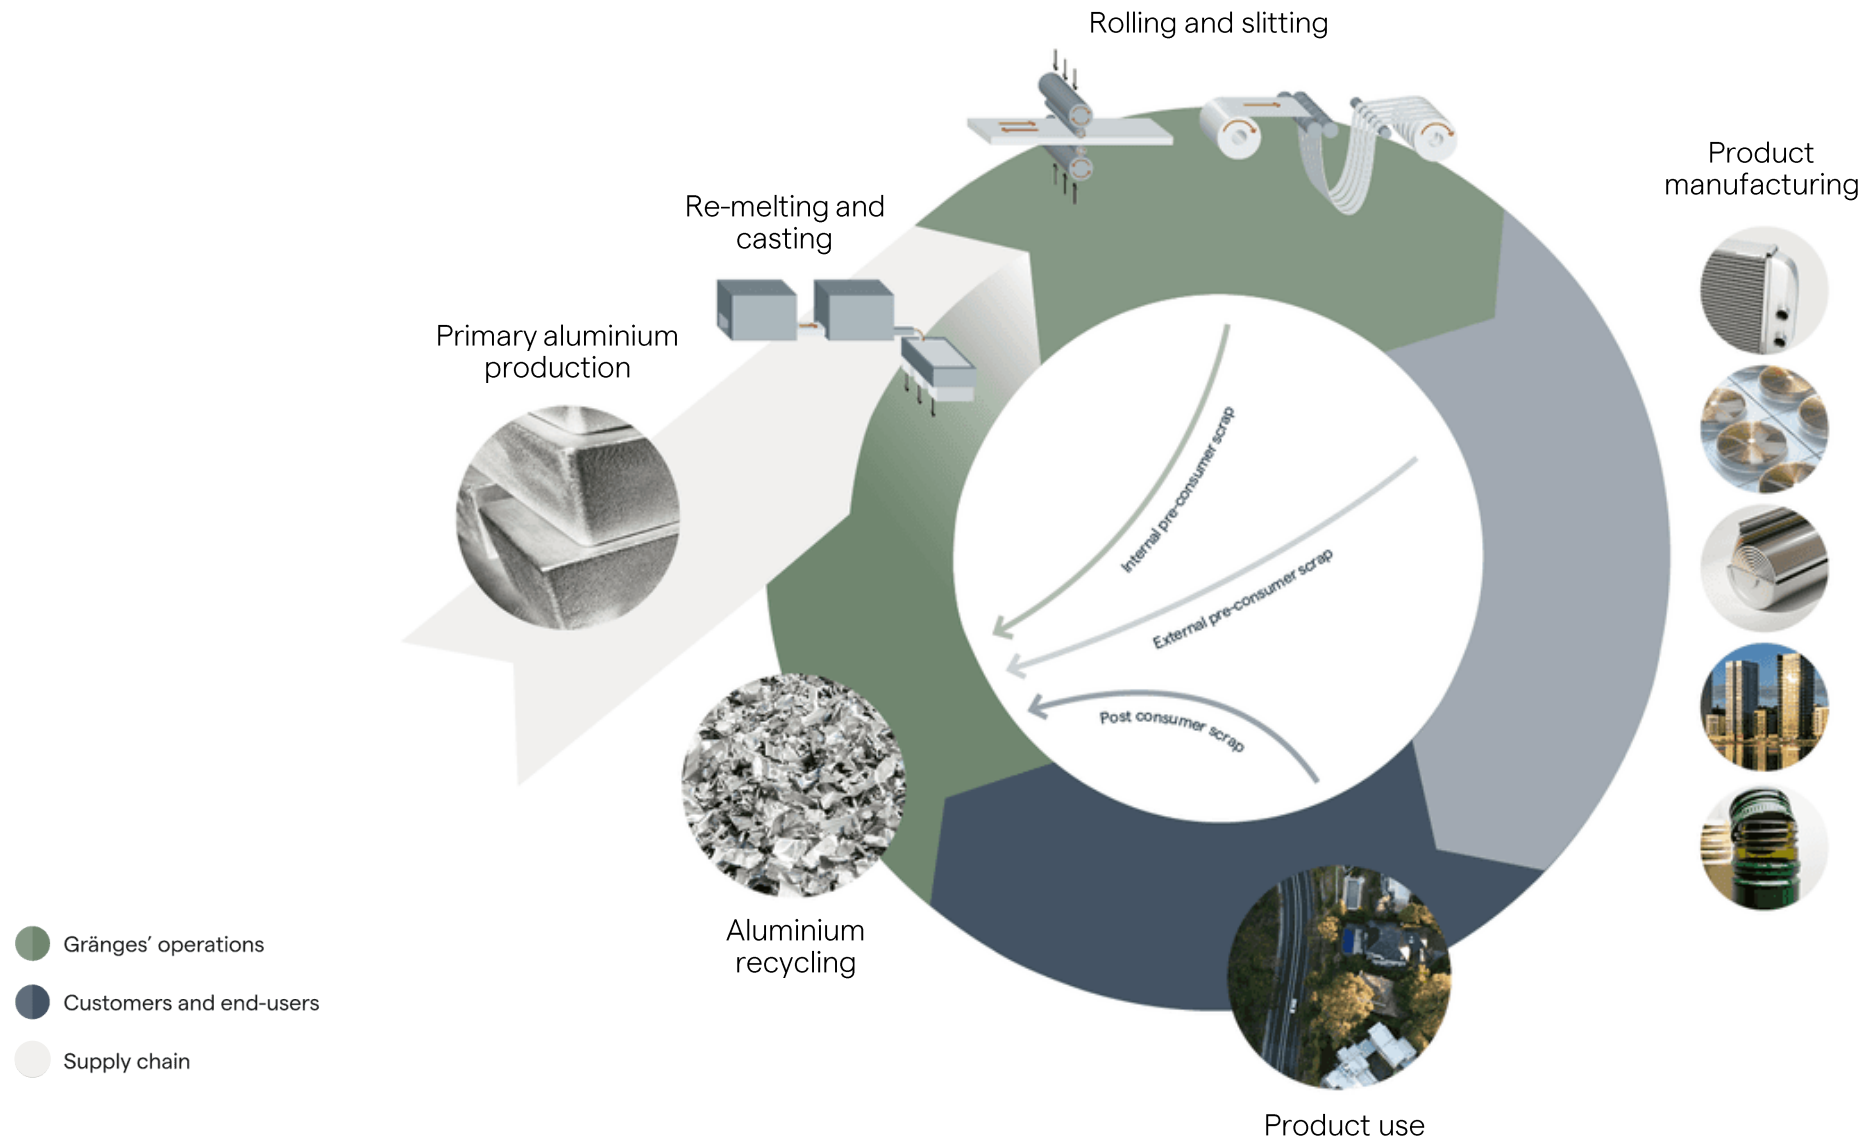 Rolling and slitting
Product
manufacturing
Re-melting and
casting
Primary aluminium
production
Internal pre-consumer scrap
External pre-consumer scrap
Post consumer scrap
Aluminium
recycling
Gränges’ operations
Customers and end-users
Supply chain
Product use